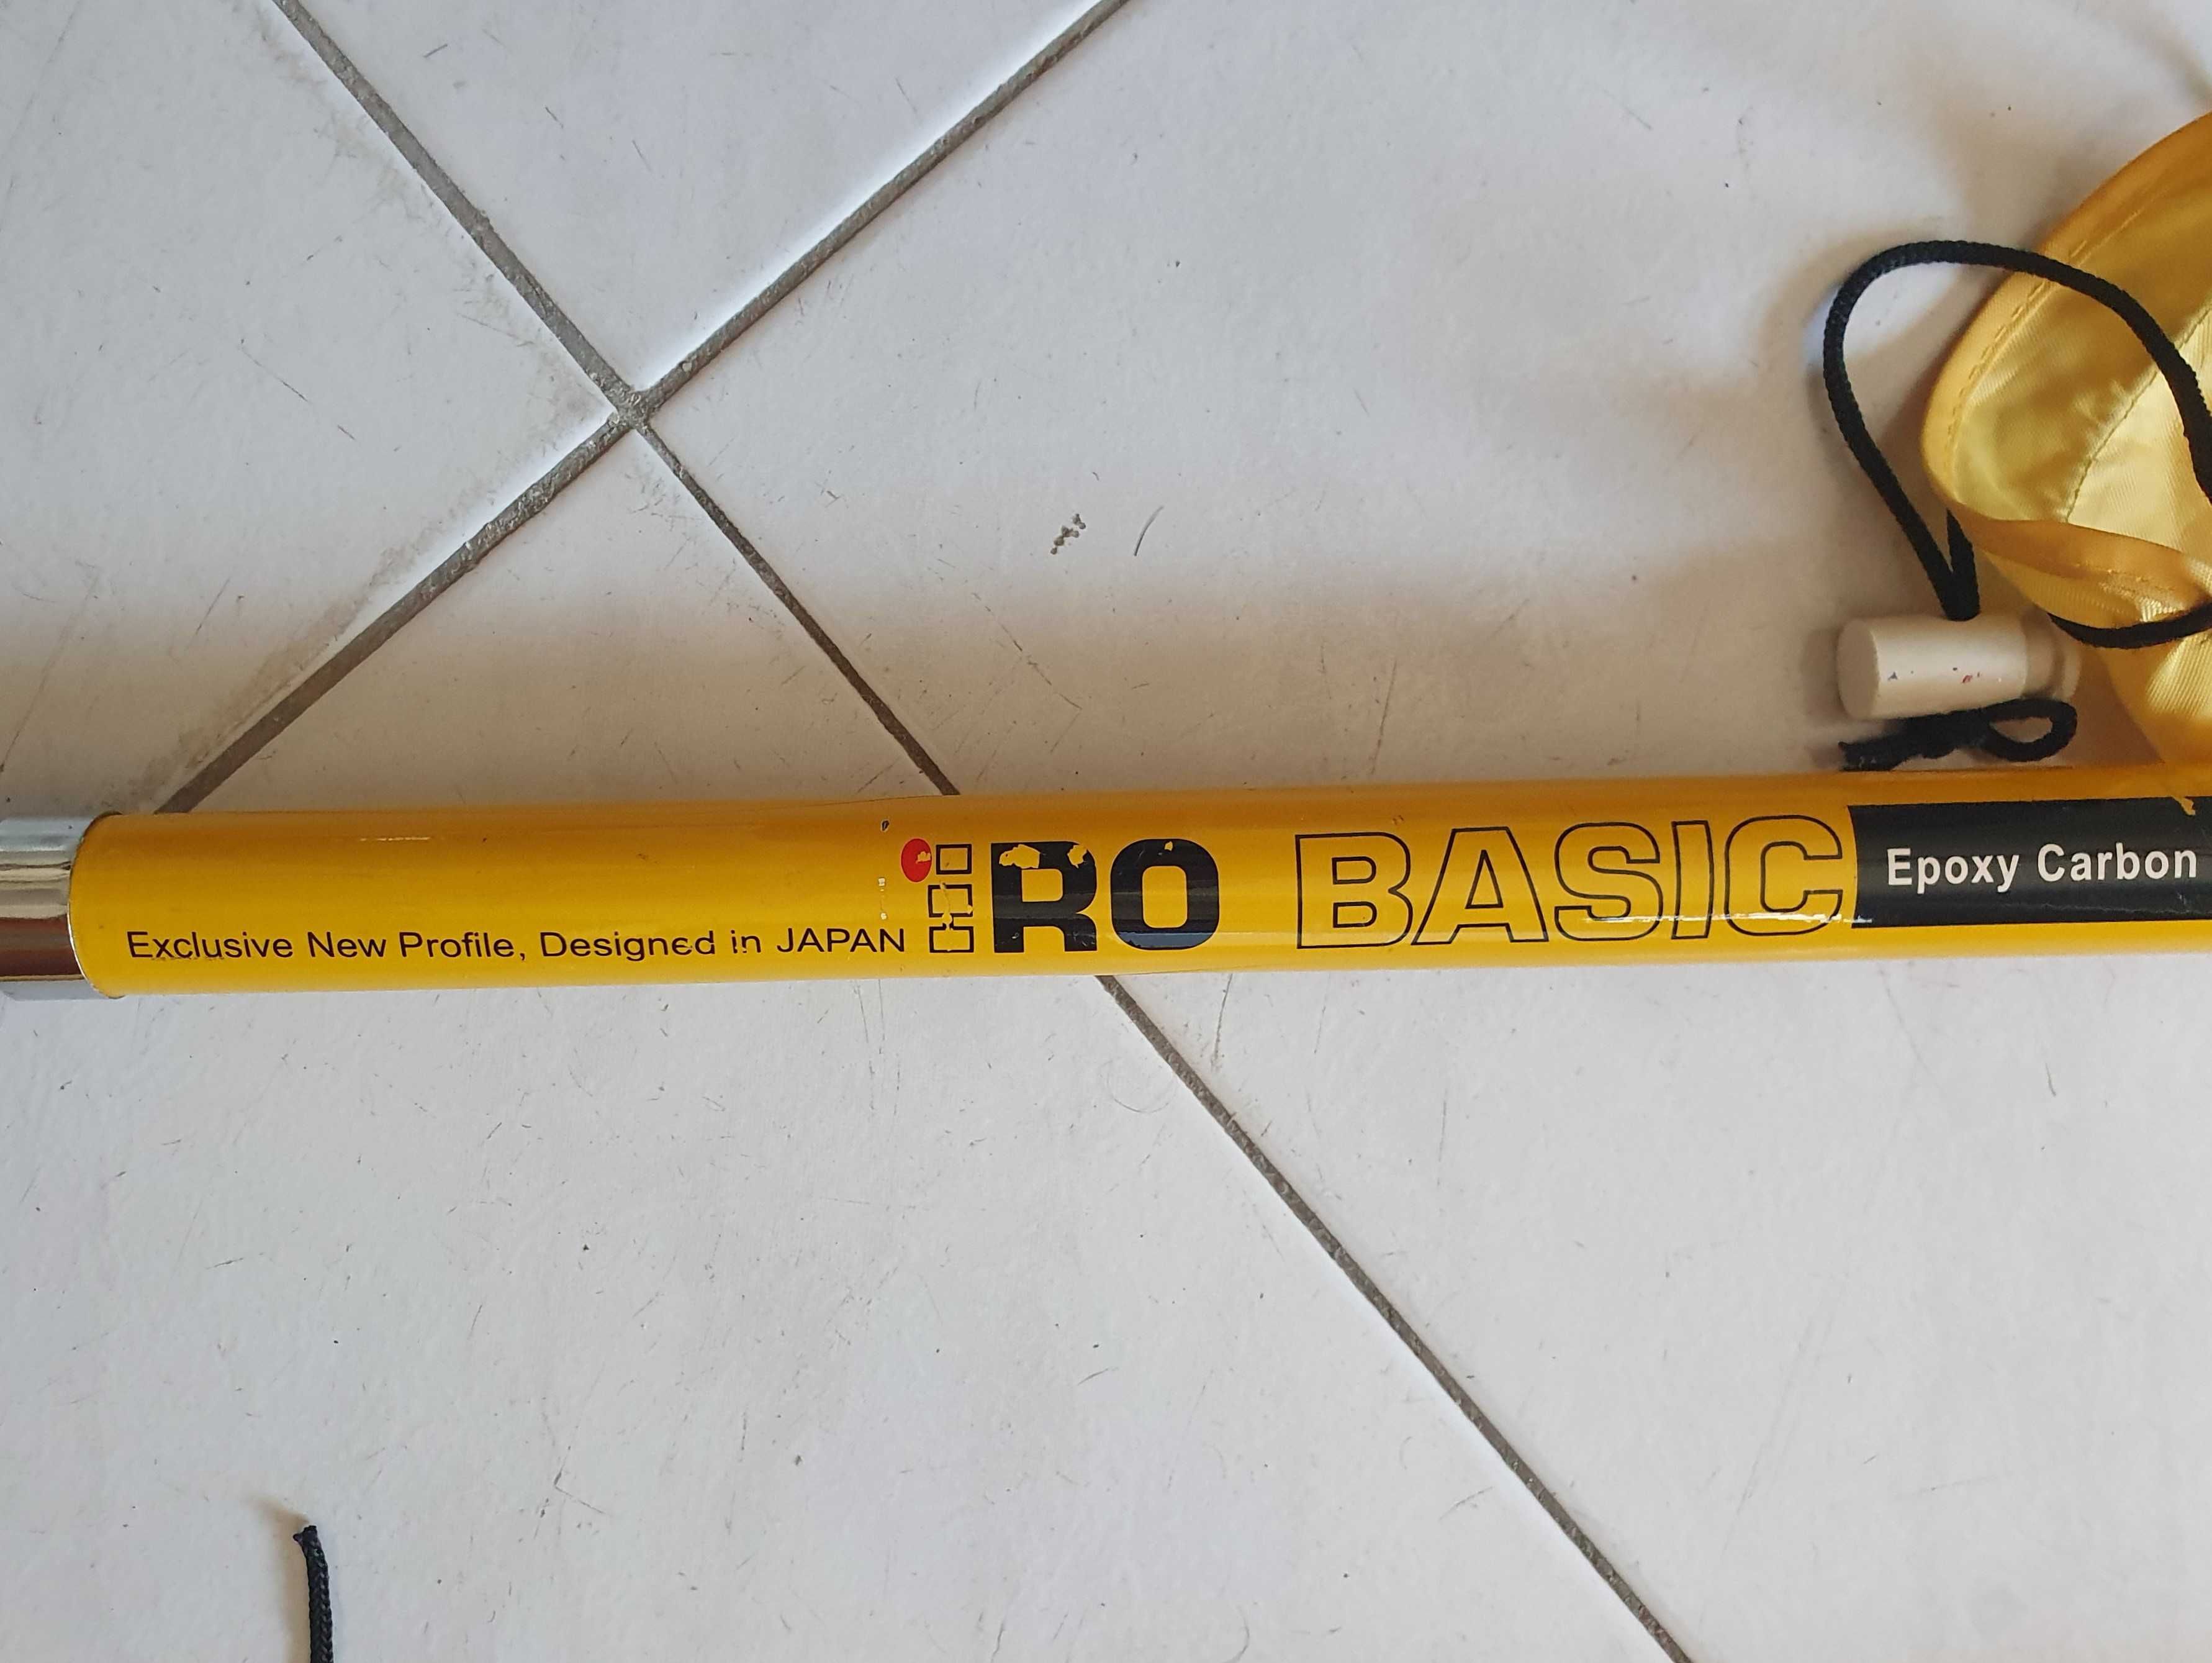 Exclusive New Profile, Designed in JAPAN
RO BASIC Epoxy Carbon